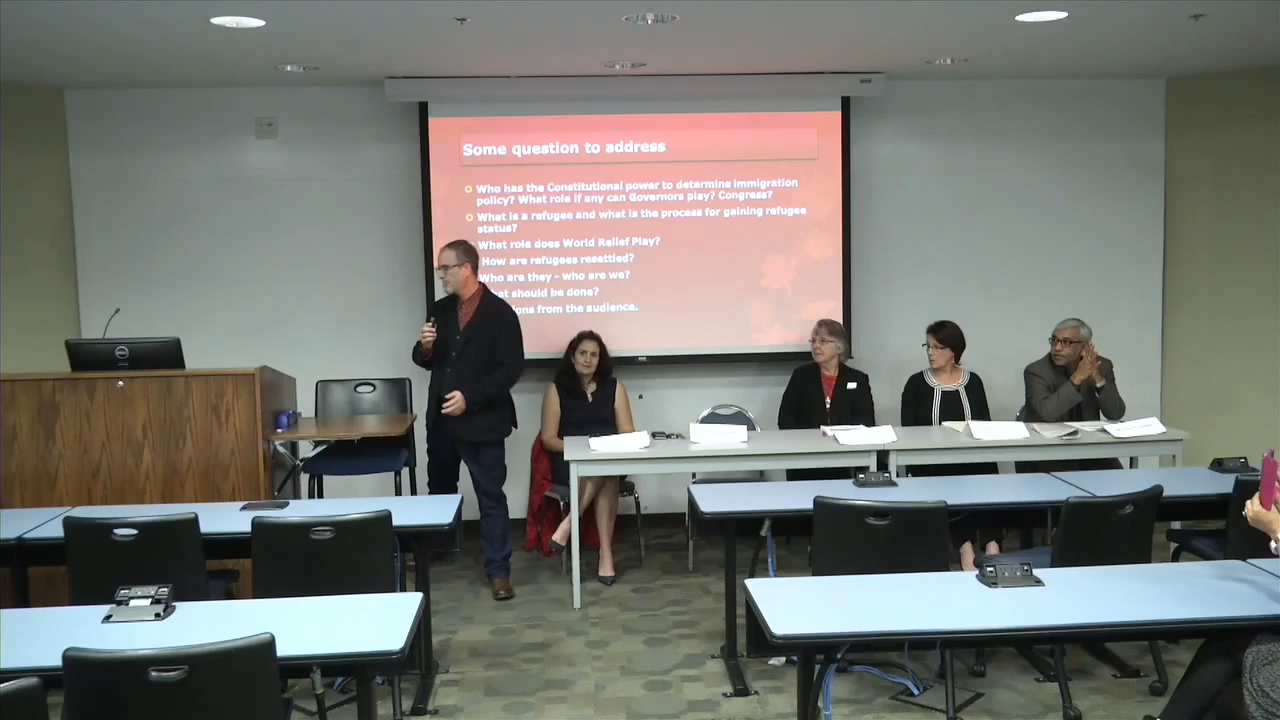 Some question to address
Who has the Constitutional power to determine immigration
policy? What role if any can Governors play? Congress?
What is a refugee and what is the process for gaining refugee
status?
What role does World Relief Play?
How are refugees resettled?
Who are they - who are we?
should be done?
from the audience.
DELL